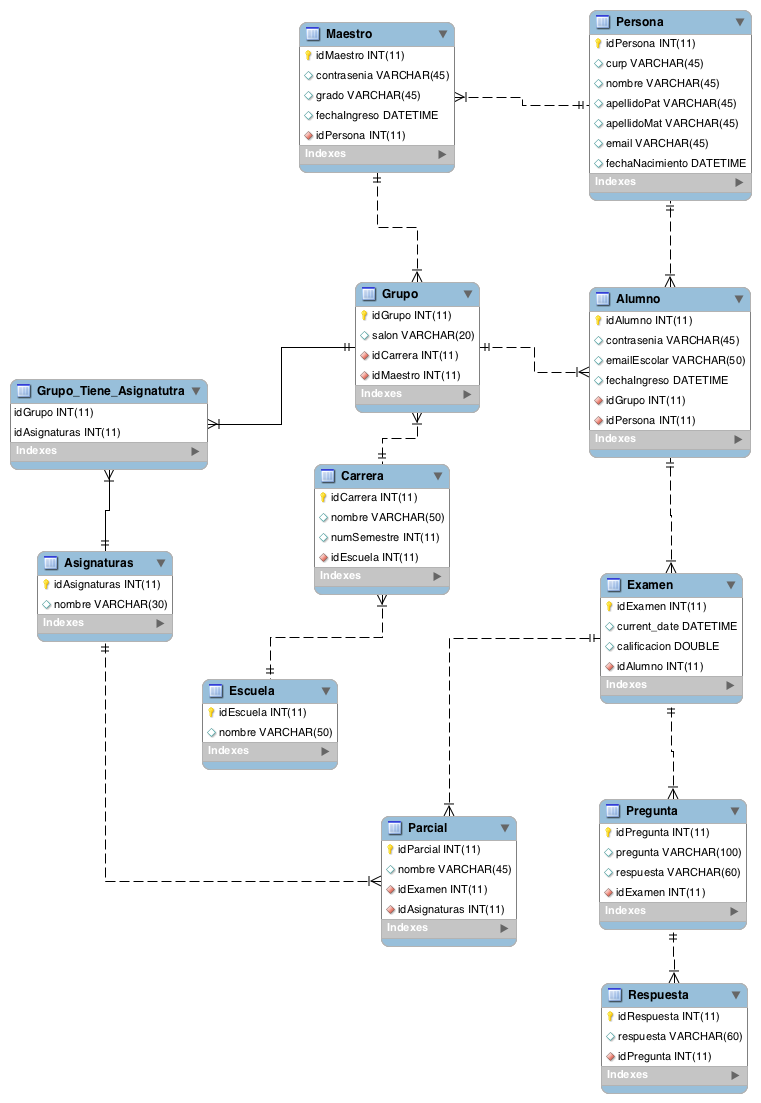 Maestro
idMaestro INT(11)
contrasenia VARCHAR(45)
grado VARCHAR(45)
fechaIngreso DATETIME
idPersona INT(11)
Indexes
Persona
idPersona INT(11)
curp VARCHAR(45)
nombre VARCHAR(45)
apellidoPat VARCHAR(45)
apellidoMat VARCHAR(45)
email VARCHAR(45)
fechaNacimiento DATETIME
Indexes
Grupo
idGrupo INT(11)
salon VARCHAR(20)
idCarrera INT(11)
idMaestro INT(11)
Indexes
Alumno
idAlumno INT(11)
contrasenia VARCHAR(45)
emailEscolar VARCHAR(50)
fechaIngreso DATETIME
idGrupo INT(11)
idPersona INT(11)
Indexes
Grupo_Tiene_Asignatutra
idGrupo INT(11)
idAsignaturas INT(11)
Indexes
Carrera
idCarrera INT(11)
nombre VARCHAR(50)
numSemestre INT(11)
idEscuela INT(11)
Indexes
Asignaturas
idAsignaturas INT(11)
nombre VARCHAR(30)
Indexes
Examen
idExamen INT(11)
current_date DATETIME
calificacion DOUBLE
idAlumno INT(11)
Indexes
Escuela
idEscuela INT(11)
nombre VARCHAR(50)
Indexes
Parcial
idParcial INT(11)
nombre VARCHAR(45)
idExamen INT(11)
idAsignaturas INT(11)
Indexes
Pregunta
idPregunta INT(11)
pregunta VARCHAR(100)
respuesta VARCHAR(60)
idExamen INT(11)
Indexes
Respuesta
idRespuesta INT(11)
respuesta VARCHAR(60)
idPregunta INT(11)
Indexes